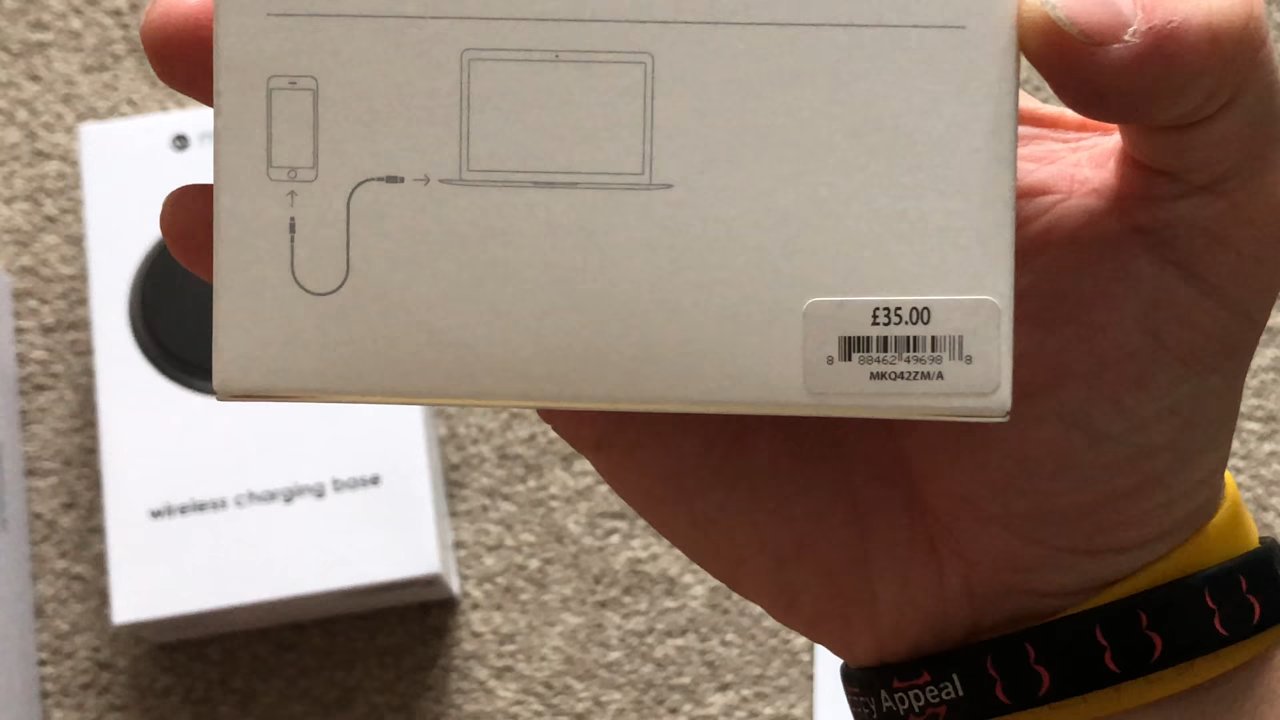 £35.00
8 88462 49698 8
MKQ42ZM/A
wireless charging base
Appeal